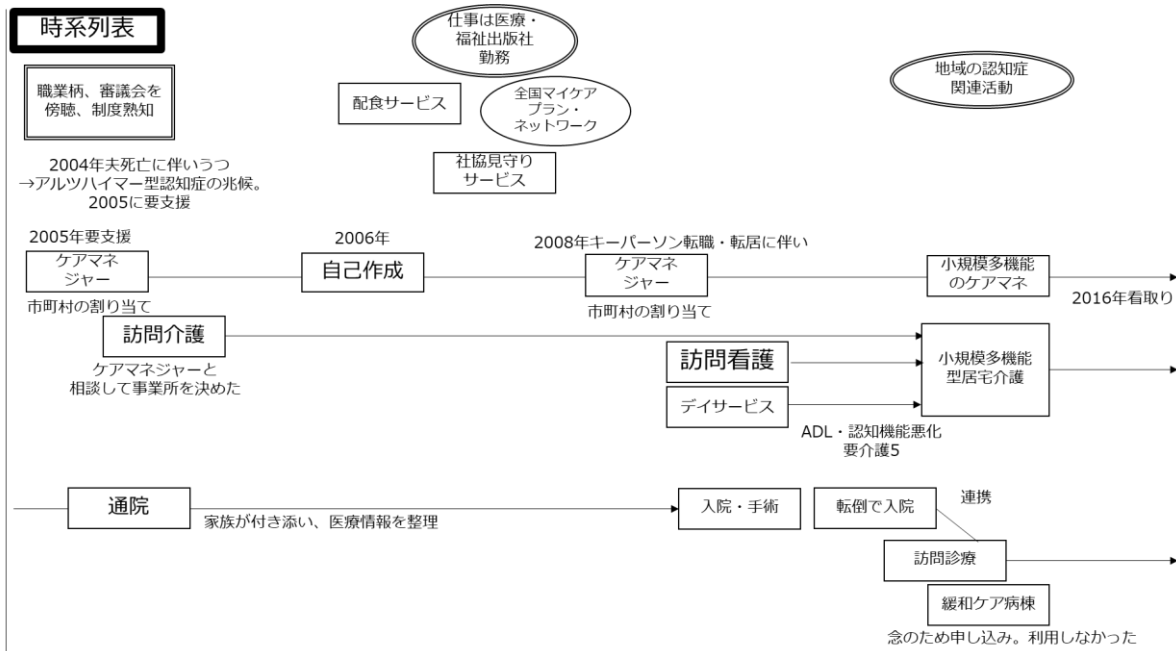 時系列表
職業柄、審議会を
傍聴、制度熟知
仕事は医療・
福祉出版社
勤務
配食サービス
全国マイケア
プラン・
ネットワーク
社協見守り
サービス
地域の認知症
関連活動
2004年夫死亡に伴いうつ
→アルツハイマー型認知症の兆候。
2005に要支援
2005年要支援
ケアマネ
ジャー
市町村の割り当て
2006年
自己作成
2008年キーパーソン転職・転居に伴い
ケアマネ
ジャー
市町村の割り当て
小規模多機能
のケアマネ
2016年看取り
訪問介護
ケアマネジャーと
相談して事業所を決めた
訪問看護
デイサービス
小規模多機能
型居宅介護
ADL・認知機能悪化
要介護5
通院
家族が付き添い、医療情報を整理
入院・手術
転倒で入院
連携
訪問診療
緩和ケア病棟
念のため申し込み。利用しなかった